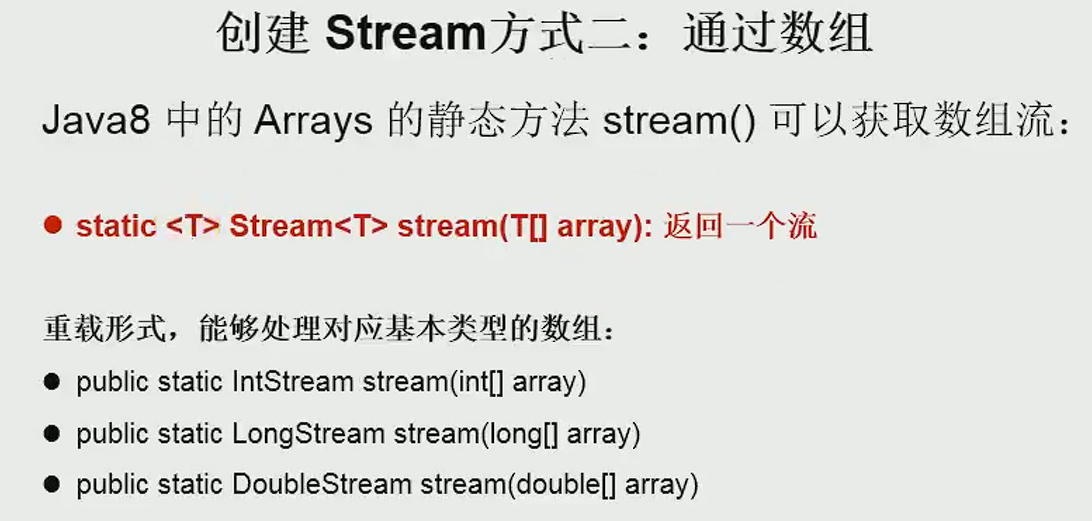 创建 Stream方式二：通过数组
Java8 中的 Arrays 的静态方法 stream() 可以获取数组流：
● static <T> Stream<T> stream(T[] array): 返回一个流
重载形式，能够处理对应基本类型的数组：
● public static IntStream stream(int[] array)
● public static LongStream stream(long[] array)
● public static DoubleStream stream(double[] array)